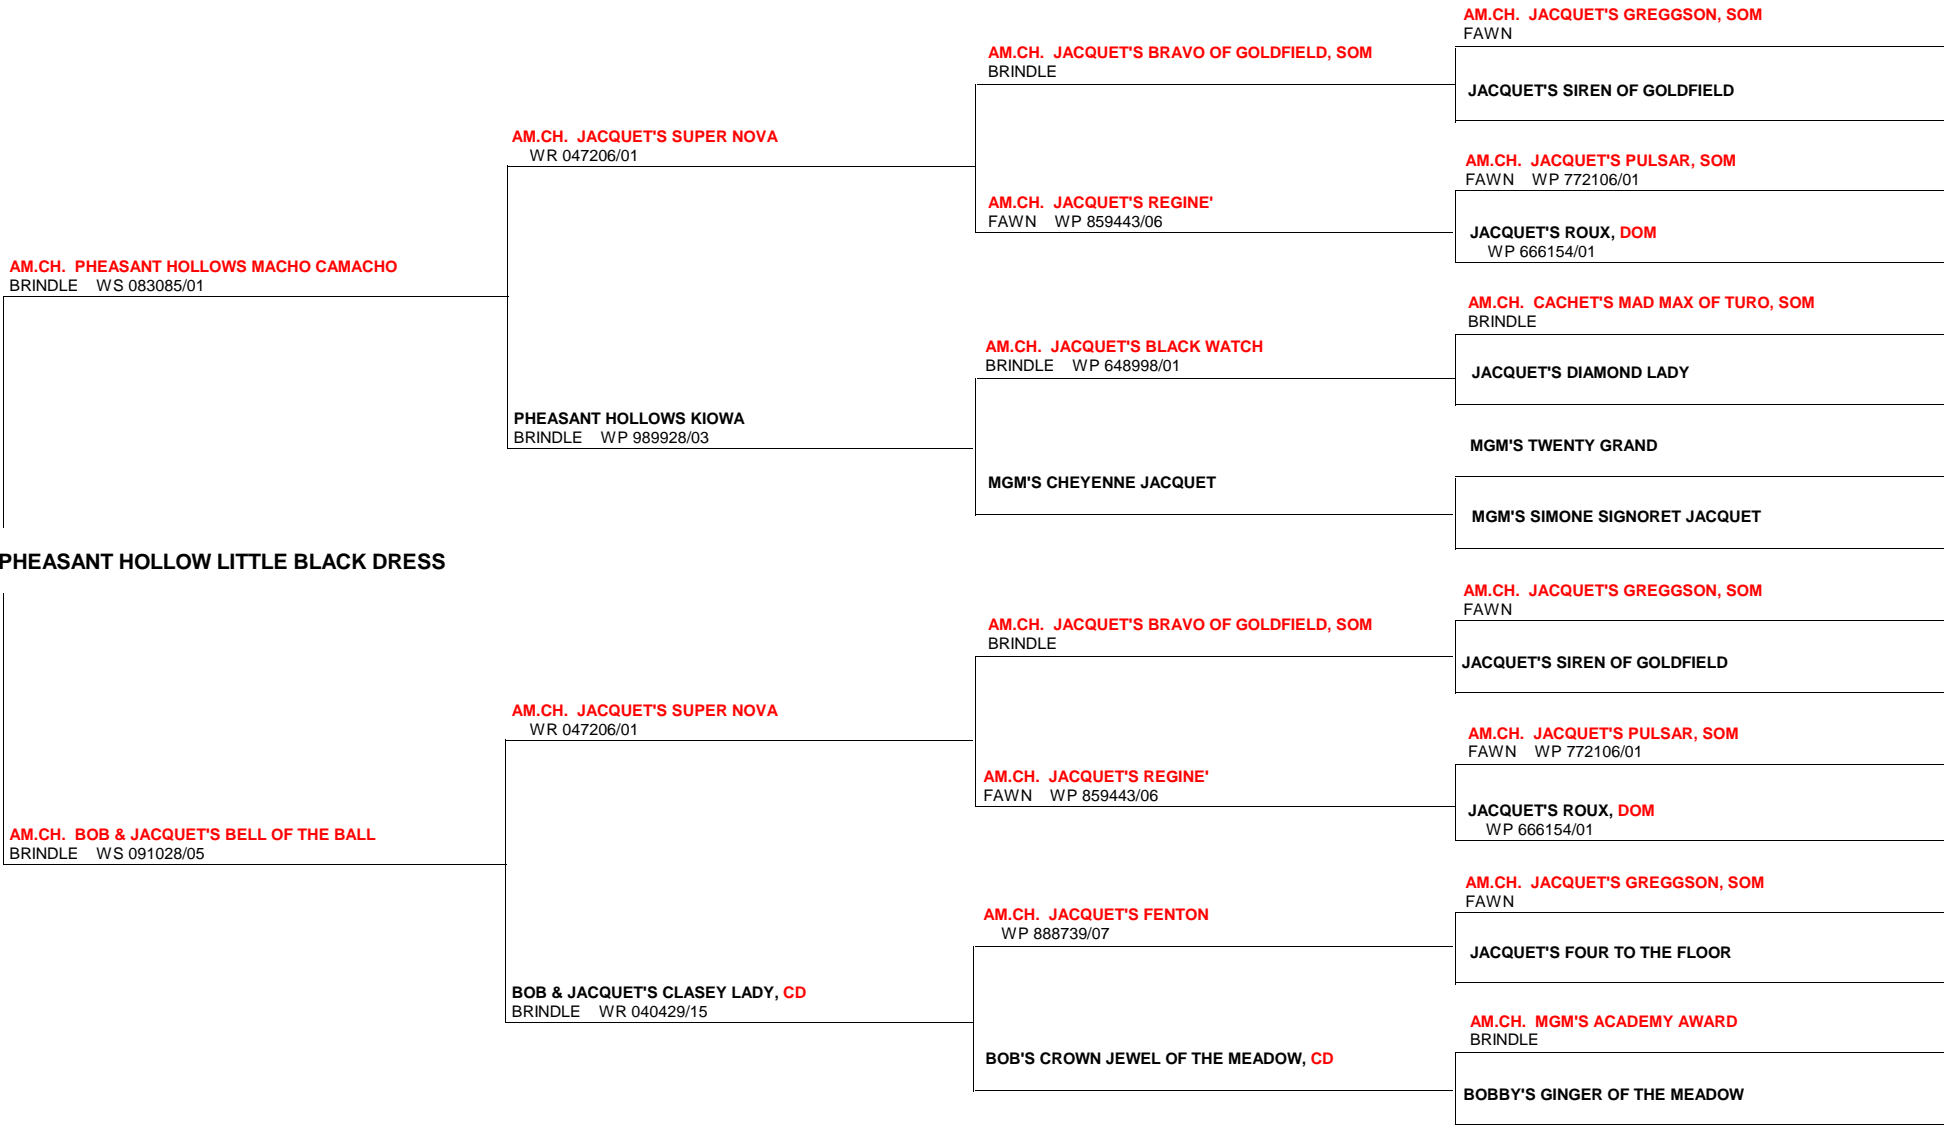 AM.CH. JACQUET'S GREGGSON, SOM
FAWN
AM.CH. JACQUET'S BRAVO OF GOLDFIELD, SOM
BRINDLE
JACQUET'S SIREN OF GOLDFIELD
AM.CH. JACQUET'S SUPER NOVA
WR 047206/01
AM.CH. JACQUET'S PULSAR, SOM
FAWN WP 772106/01
AM.CH. JACQUET'S REGINE'
FAWN WP 859443/06
JACQUET'S ROUX, DOM
WP 666154/01
AM.CH. PHEASANT HOLLOWS MACHO CAMACHO
BRINDLE WS 083085/01
AM.CH. CACHET'S MAD MAX OF TURO, SOM
BRINDLE
AM.CH. JACQUET'S BLACK WATCH
BRINDLE WP 648998/01
JACQUET'S DIAMOND LADY
PHEASANT HOLLOWS KIOWA
BRINDLE WP 989928/03
MGM'S TWENTY GRAND
MGM'S CHEYENNE JACQUET
MGM'S SIMONE SIGNORET JACQUET
PHEASANT HOLLOW LITTLE BLACK DRESS
AM.CH. JACQUET'S GREGGSON, SOM
FAWN
AM.CH. JACQUET'S BRAVO OF GOLDFIELD, SOM
BRINDLE
JACQUET'S SIREN OF GOLDFIELD
AM.CH. JACQUET'S SUPER NOVA
WR 047206/01
AM.CH. JACQUET'S PULSAR, SOM
FAWN WP 772106/01
AM.CH. JACQUET'S REGINE'
FAWN WP 859443/06
JACQUET'S ROUX, DOM
WP 666154/01
AM.CH. BOB & JACQUET'S BELL OF THE BALL
BRINDLE WS 091028/05
AM.CH. JACQUET'S GREGGSON, SOM
FAWN
AM.CH. JACQUET'S FENTON
WP 888739/07
JACQUET'S FOUR TO THE FLOOR
BOB & JACQUET'S CLASEY LADY, CD
BRINDLE WR 040429/15
AM.CH. MGM'S ACADEMY AWARD
BRINDLE
BOB'S CROWN JEWEL OF THE MEADOW, CD
BOBBY'S GINGER OF THE MEADOW